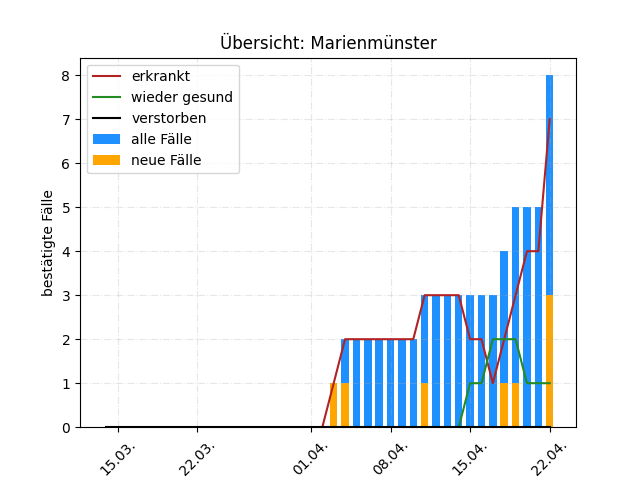 Übersicht: Marienmünster
erkrankt
wieder gesund
verstorben
alle Fälle
neue Fälle
bestätigte Fälle
8
7
6
5
4
3
2
1
0
15.03.
22.03.
01.04.
08.04.
15.04.
22.04.